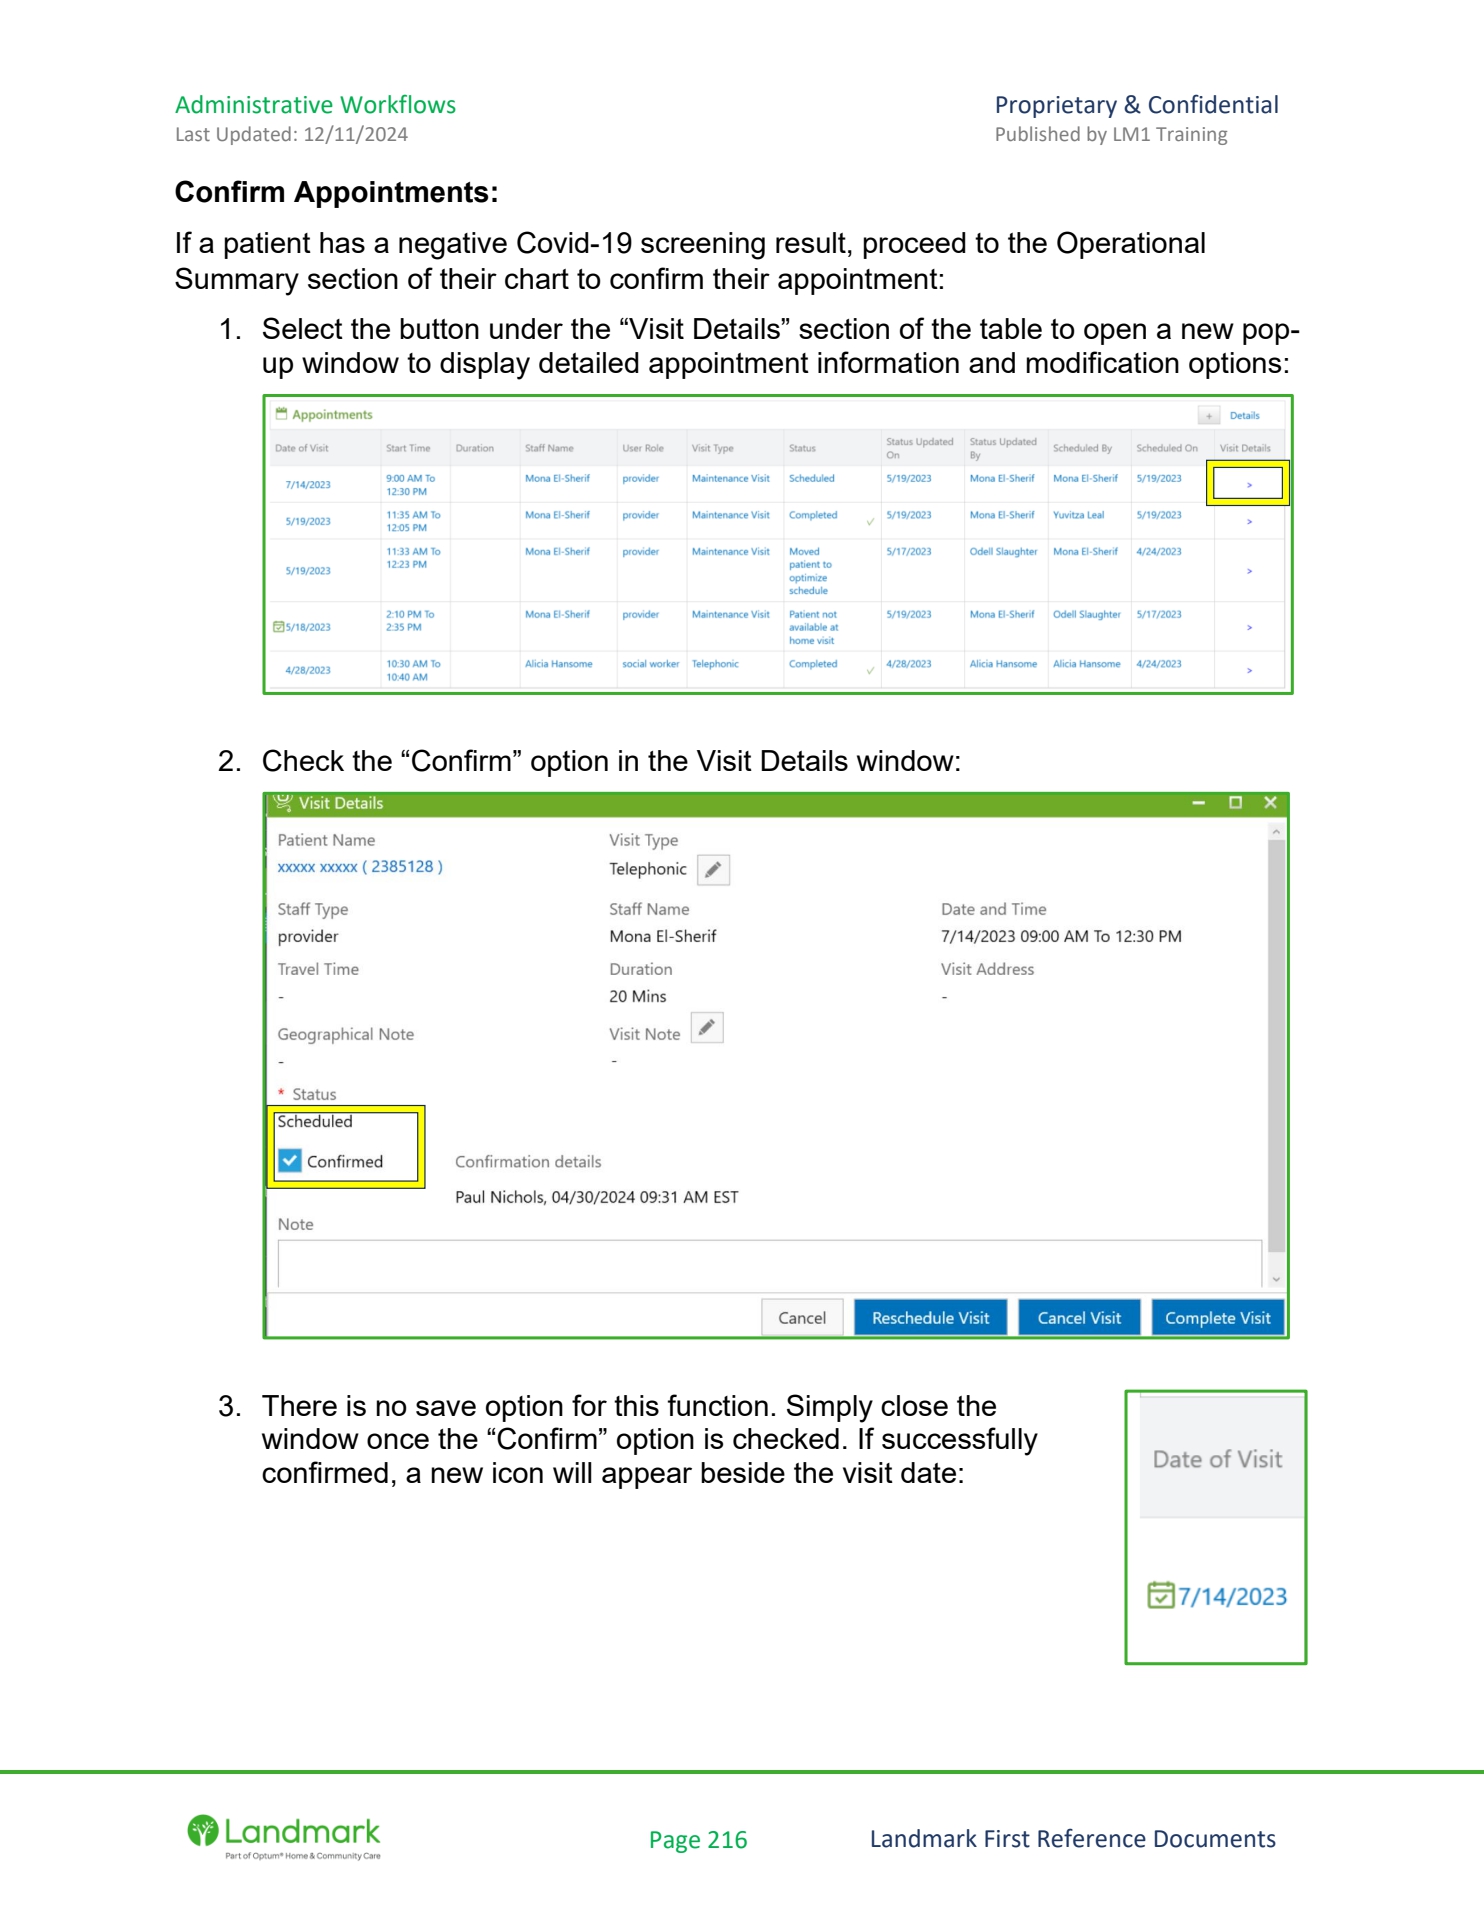 Administrative Workflows
Proprietary & Confidential
Last Updated: 12/11/2024
Published by LM1 Training
Confirm Appointments:
If a patient has a negative Covid-19 screening result, proceed to the Operational
Summary section of their chart to confirm their appointment:
1. Select the button under the “Visit Details” section of the table to open a new pop-
up window to display detailed appointment information and modification options:
Appointments + Details
Date of Visit Start Time Duration Staff Name User Role Visit Type Status Status Updated On Status Updated By Scheduled By Scheduled On Visit Details
7/14/2023 9:00 AM To 12:30 PM Mona El-Sherif provider Maintenance Visit Scheduled 5/19/2023 Mona El-Sherif Mona El-Sherif 5/19/2023 >
5/19/2023 11:35 AM To 12:05 PM Mona El-Sherif provider Maintenance Visit Completed 5/19/2023 Mona El-Sherif Yuvitza Leal 5/19/2023 >
5/19/2023 11:33 AM To 12:23 PM Mona El-Sherif provider Maintenance Visit Moved patient to optimize schedule 5/17/2023 Odell Slaughter Mona El-Sherif 4/24/2023 >
5/18/2023 2:10 PM To 2:35 PM Mona El-Sherif provider Maintenance Visit Patient not available at home visit 5/19/2023 Mona El-Sherif Odell Slaughter 5/17/2023 >
4/28/2023 10:30 AM To 10:40 AM Alicia Hansome social worker Telephonic Completed 4/28/2023 Alicia Hansome Alicia Hansome 4/24/2023 >
2. Check the “Confirm” option in the Visit Details window:
Visit Details
Patient Name Visit Type
xxxxx xxxxx ( 2385128 ) Telephonic
Staff Type Staff Name Date and Time
provider Mona El-Sherif 7/14/2023 09:00 AM To 12:30 PM
Travel Time Duration Visit Address
- 20 Mins -
Geographical Note Visit Note
- -
* Status
Scheduled
Confirmed Confirmation details
Paul Nichols, 04/30/2024 09:31 AM EST
Note
Cancel Reschedule Visit Cancel Visit Complete Visit
3. There is no save option for this function. Simply close the
window once the “Confirm” option is checked. If successfully
confirmed, a new icon will appear beside the visit date:
Date of Visit
7/14/2023
Landmark
Part of Optum® Home & Community Care
Page 216
Landmark First Reference Documents